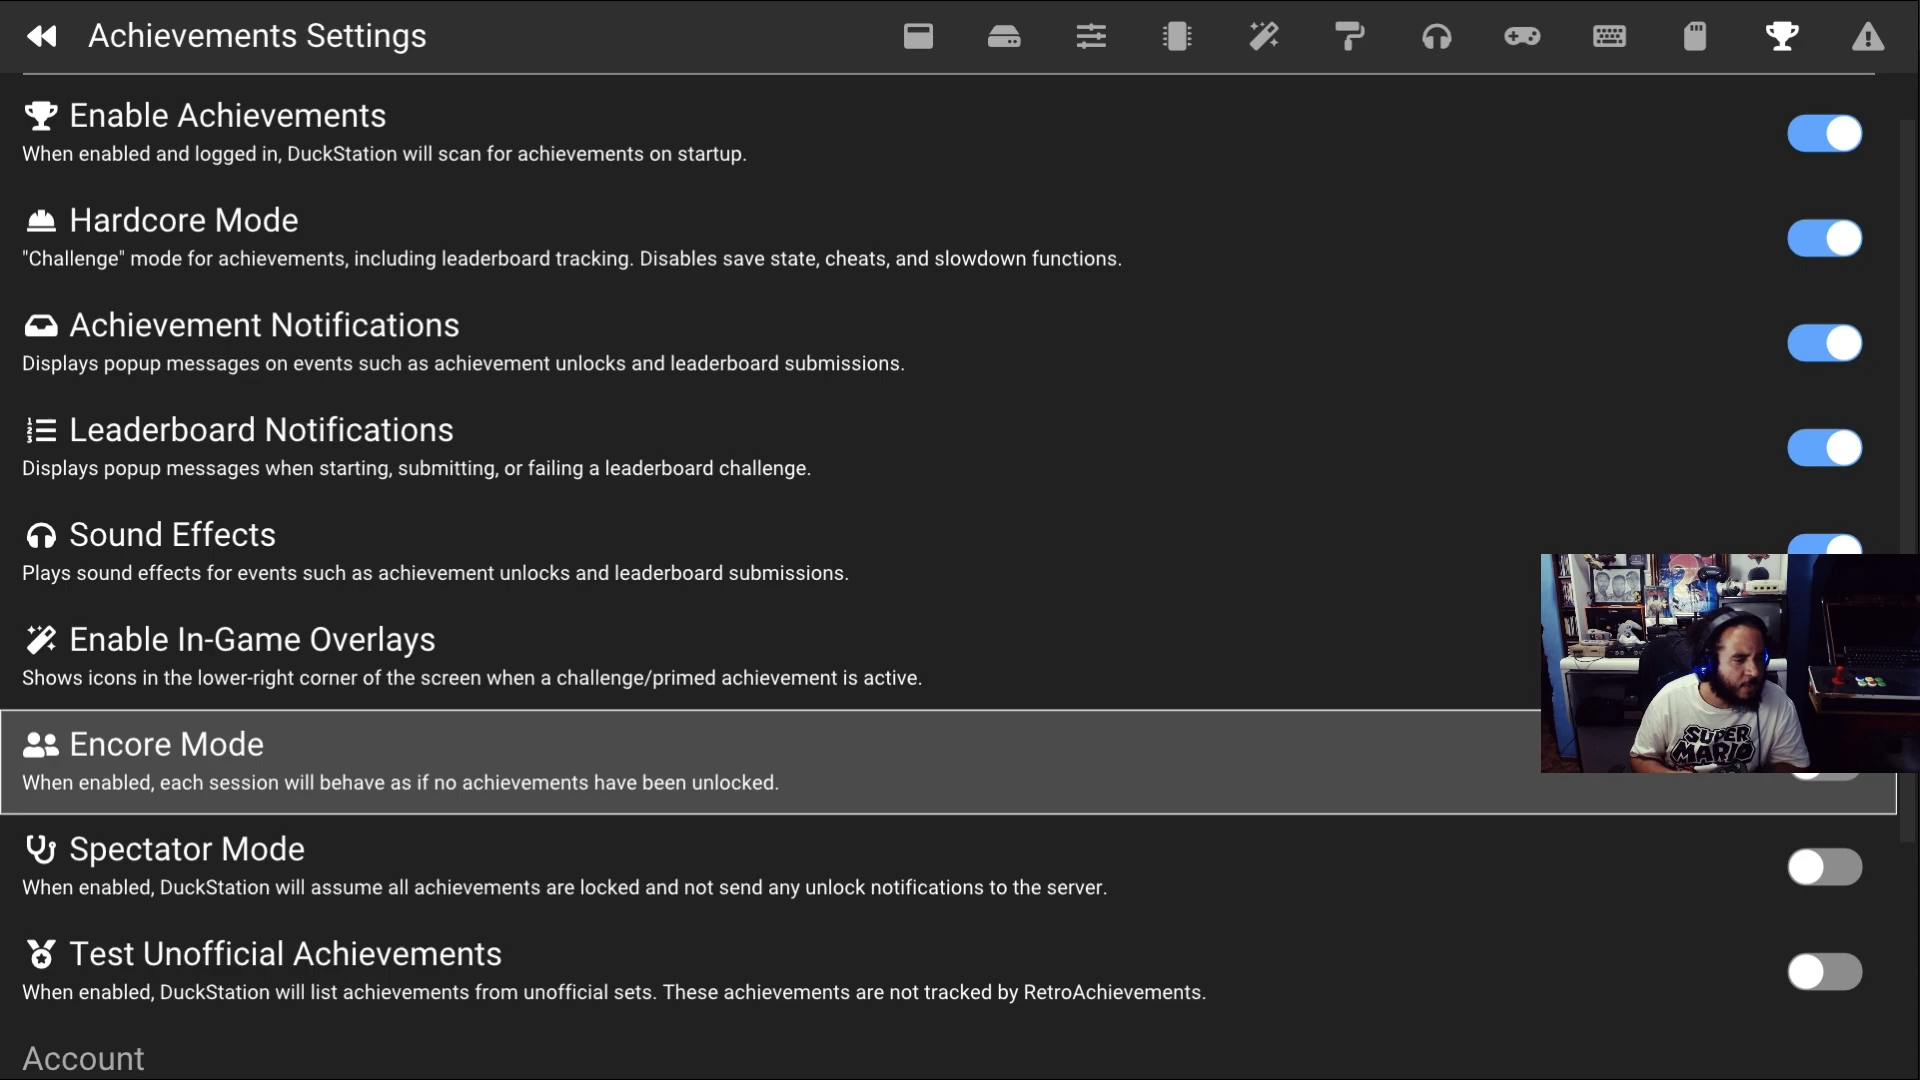 Achievements Settings
Enable Achievements
When enabled and logged in, DuckStation will scan for achievements on startup.
Hardcore Mode
"Challenge" mode for achievements, including leaderboard tracking. Disables save state, cheats, and slowdown functions.
Achievement Notifications
Displays popup messages on events such as achievement unlocks and leaderboard submissions.
Leaderboard Notifications
Displays popup messages when starting, submitting, or failing a leaderboard challenge.
Sound Effects
Plays sound effects for events such as achievement unlocks and leaderboard submissions.
Enable In-Game Overlays
Shows icons in the lower-right corner of the screen when a challenge/primed achievement is active.
Encore Mode
When enabled, each session will behave as if no achievements have been unlocked.
SUPER
MARIO
Spectator Mode
When enabled, DuckStation will assume all achievements are locked and not send any unlock notifications to the server.
Test Unofficial Achievements
When enabled, DuckStation will list achievements from unofficial sets. These achievements are not tracked by RetroAchievements.
Account